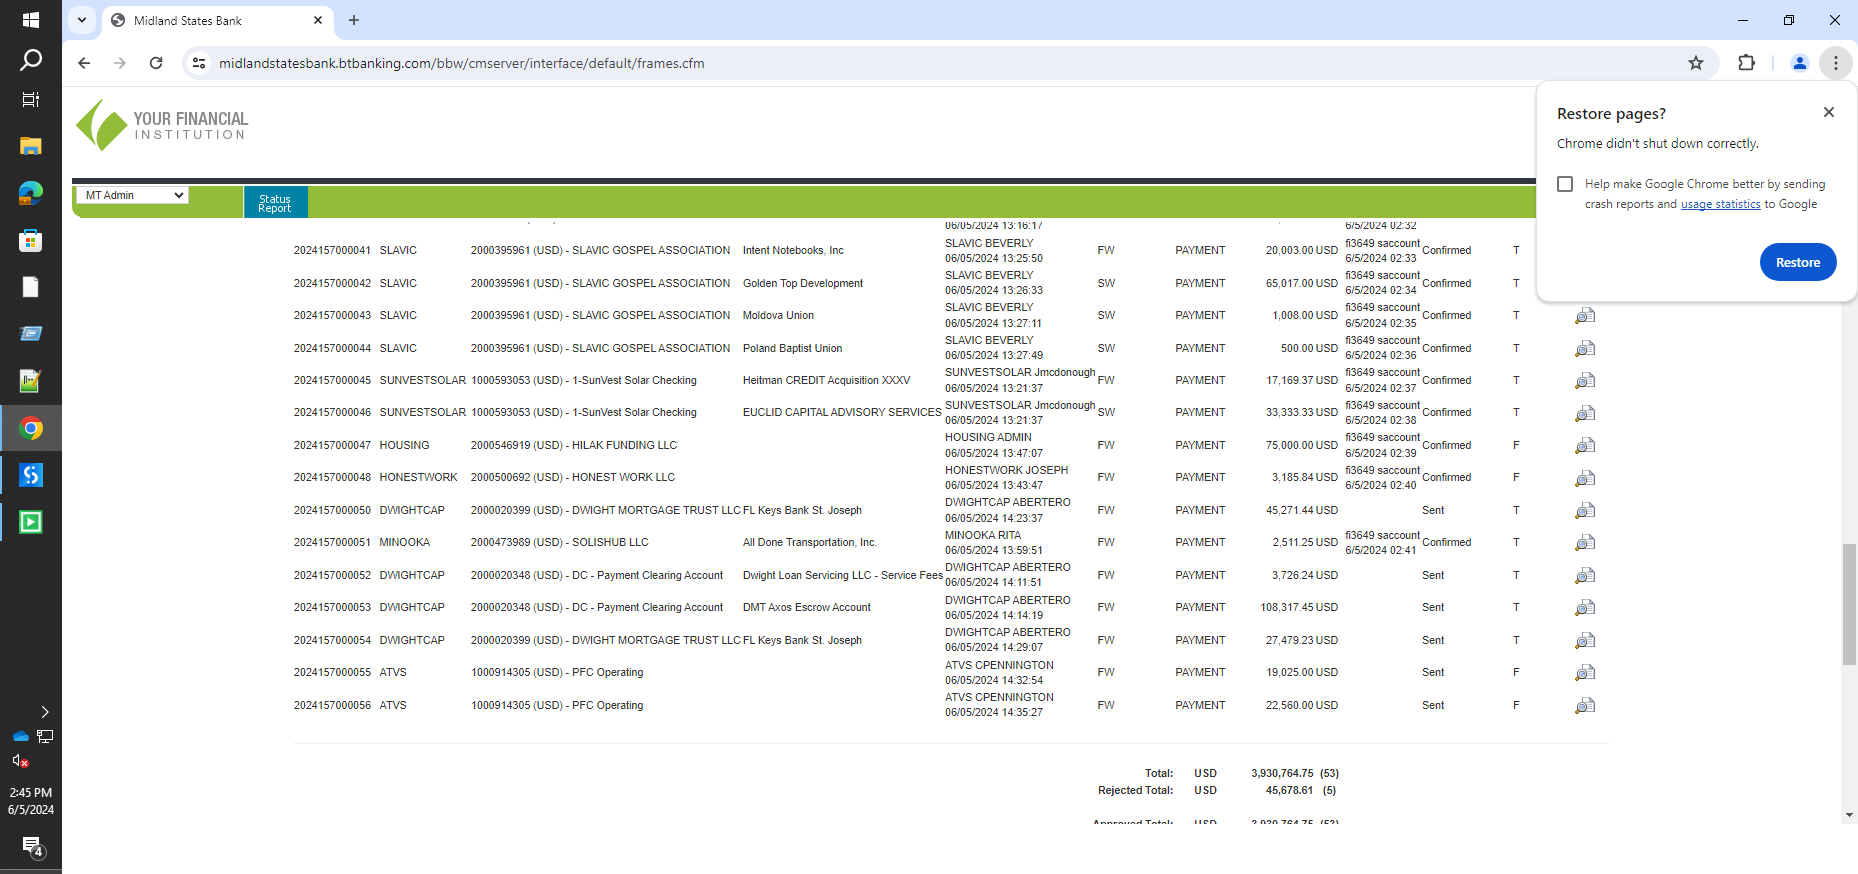 Midland States Bank
midlandstatesbank.btbanking.com/bbw/cmserver/interface/default/frames.cfm
Restore pages?
Chrome didn't shut down correctly.
Help make Google Chrome better by sending
crash reports and usage statistics to Google
Restore
YOUR FINANCIAL
INSTITUTION
MT Admin
Status
Report
06/05/2024 13:16:17 6/5/2024 02:32
2024157000041 SLAVIC 2000395961 (USD) - SLAVIC GOSPEL ASSOCIATION Intent Notebooks, Inc SLAVIC BEVERLY 06/05/2024 13:25:50 FW PAYMENT 20,003.00 USD fi3649 saccount 6/5/2024 02:33 Confirmed T
2024157000042 SLAVIC 2000395961 (USD) - SLAVIC GOSPEL ASSOCIATION Golden Top Development SLAVIC BEVERLY 06/05/2024 13:26:33 SW PAYMENT 65,017.00 USD fi3649 saccount 6/5/2024 02:34 Confirmed T
2024157000043 SLAVIC 2000395961 (USD) - SLAVIC GOSPEL ASSOCIATION Moldova Union SLAVIC BEVERLY 06/05/2024 13:27:11 SW PAYMENT 1,008.00 USD fi3649 saccount 6/5/2024 02:35 Confirmed T
2024157000044 SLAVIC 2000395961 (USD) - SLAVIC GOSPEL ASSOCIATION Poland Baptist Union SLAVIC BEVERLY 06/05/2024 13:27:49 SW PAYMENT 500.00 USD fi3649 saccount 6/5/2024 02:36 Confirmed T
2024157000045 SUNVESTSOLAR 1000593053 (USD) - 1-SunVest Solar Checking Heitman CREDIT Acquisition XXXV SUNVESTSOLAR Jmcdonough 06/05/2024 13:21:37 FW PAYMENT 17,169.37 USD fi3649 saccount 6/5/2024 02:37 Confirmed T
2024157000046 SUNVESTSOLAR 1000593053 (USD) - 1-SunVest Solar Checking EUCLID CAPITAL ADVISORY SERVICES SUNVESTSOLAR Jmcdonough 06/05/2024 13:21:37 SW PAYMENT 33,333.33 USD fi3649 saccount 6/5/2024 02:38 Confirmed T
2024157000047 HOUSING 2000546919 (USD) - HILAK FUNDING LLC HOUSING ADMIN 06/05/2024 13:47:07 FW PAYMENT 75,000.00 USD fi3649 saccount 6/5/2024 02:39 Confirmed F
2024157000048 HONESTWORK 2000500692 (USD) - HONEST WORK LLC HONESTWORK JOSEPH 06/05/2024 13:43:47 FW PAYMENT 3,185.84 USD fi3649 saccount 6/5/2024 02:40 Confirmed F
2024157000050 DWIGHTCAP 2000020399 (USD) - DWIGHT MORTGAGE TRUST LLC FL Keys Bank St. Joseph DWIGHTCAP ABERTERO 06/05/2024 14:23:37 FW PAYMENT 45,271.44 USD Sent T
2024157000051 MINOOKA 2000473989 (USD) - SOLISHUB LLC All Done Transportation, Inc. MINOOKA RITA 06/05/2024 13:59:51 FW PAYMENT 2,511.25 USD fi3649 saccount 6/5/2024 02:41 Confirmed T
2024157000052 DWIGHTCAP 2000020348 (USD) - DC - Payment Clearing Account Dwight Loan Servicing LLC - Service Fees DWIGHTCAP ABERTERO 06/05/2024 14:11:51 FW PAYMENT 3,726.24 USD Sent T
2024157000053 DWIGHTCAP 2000020348 (USD) - DC - Payment Clearing Account DMT Axos Escrow Account DWIGHTCAP ABERTERO 06/05/2024 14:14:19 FW PAYMENT 108,317.45 USD Sent T
2024157000054 DWIGHTCAP 2000020399 (USD) - DWIGHT MORTGAGE TRUST LLC FL Keys Bank St. Joseph DWIGHTCAP ABERTERO 06/05/2024 14:29:07 FW PAYMENT 27,479.23 USD Sent T
2024157000055 ATVS 1000914305 (USD) - PFC Operating ATVS CPENNINGTON 06/05/2024 14:32:54 FW PAYMENT 19,025.00 USD Sent F
2024157000056 ATVS 1000914305 (USD) - PFC Operating ATVS CPENNINGTON 06/05/2024 14:35:27 FW PAYMENT 22,560.00 USD Sent F
Total: USD 3,930,764.75 (53)
Rejected Total: USD 45,678.61 (5)
Approved Total: USD 3,930,764.75 (53)
2:45 PM
6/5/2024
4